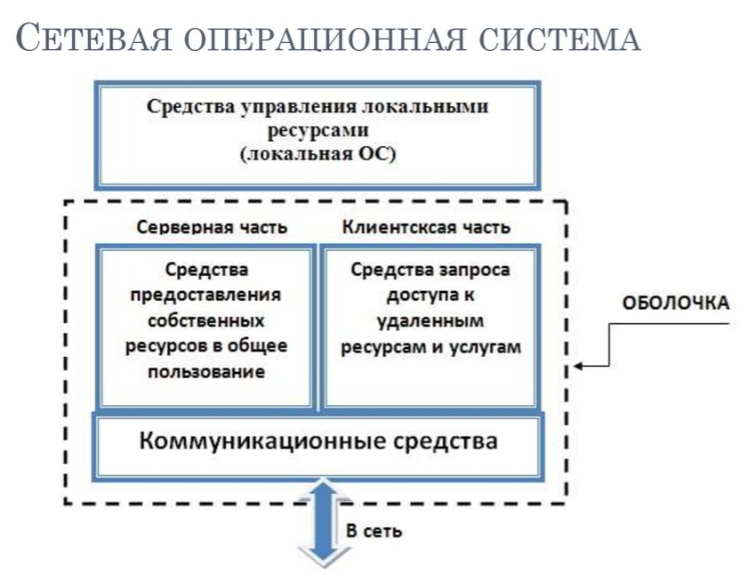 Сетевая операционная система
Средства управления локальными
ресурсами
(локальная ОС)
Серверная часть
Клиентсксая часть
Средства
предоставления
собственных
ресурсов в общее
пользование
Средства запроса
доступа к
удаленным
ресурсам и услугам
ОБОЛОЧКА
Коммуникационные средства
В сеть